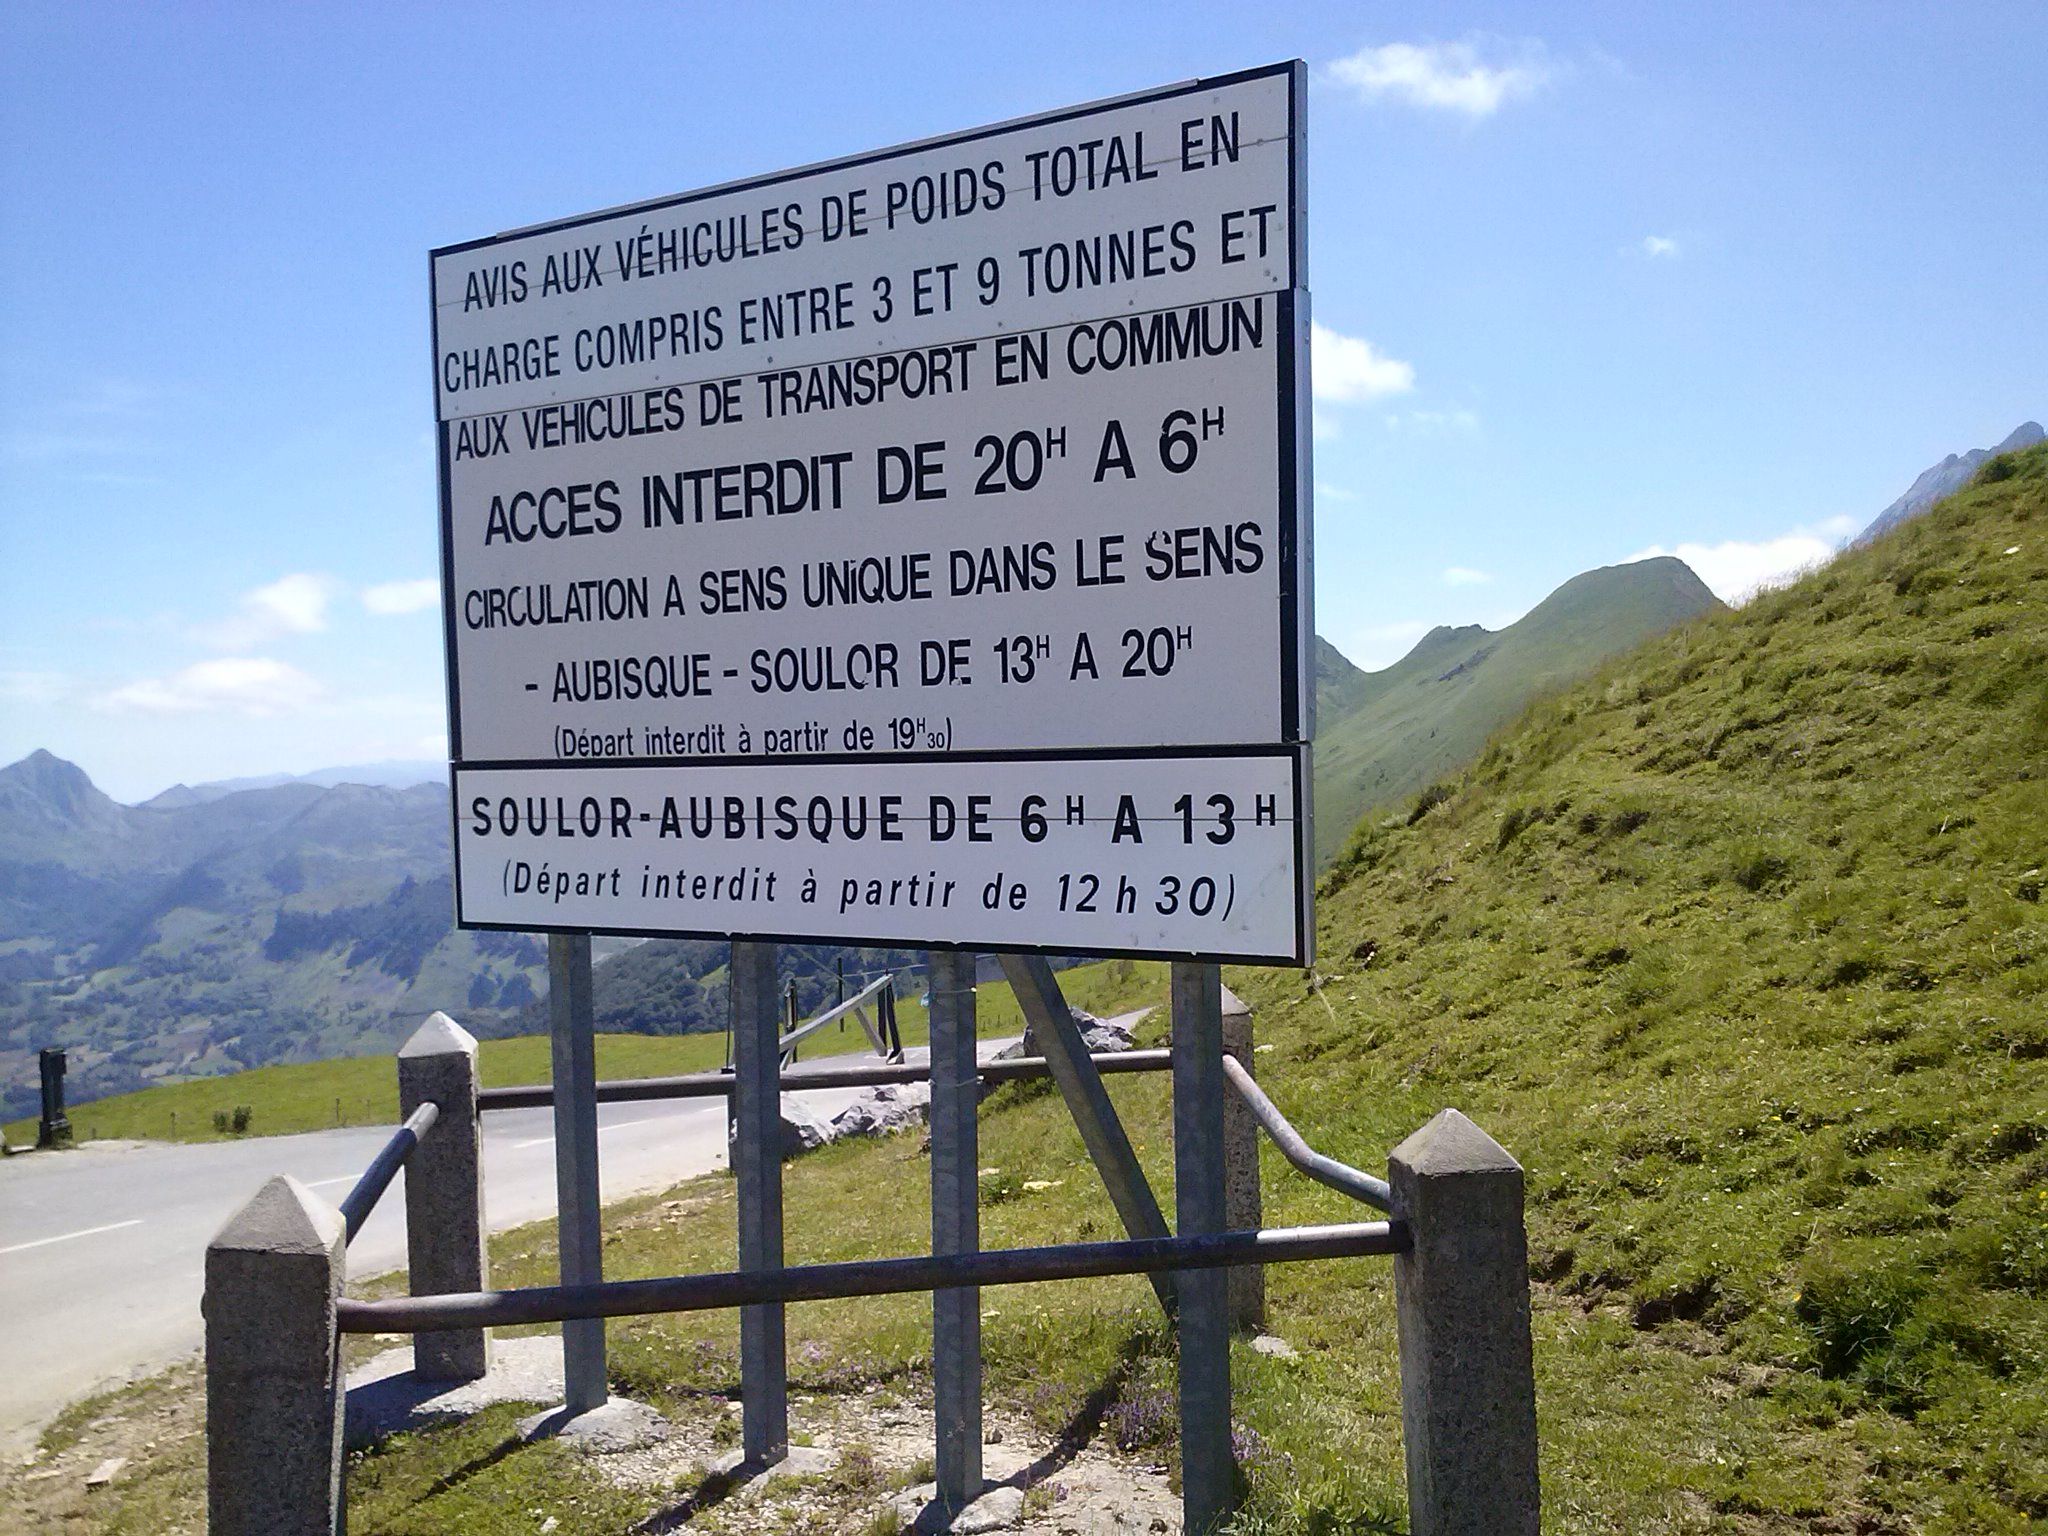 AVIS AUX VÉHICULES DE POIDS TOTAL EN
CHARGE COMPRIS ENTRE 3 ET 9 TONNES ET
AUX VEHICULES DE TRANSPORT EN COMMUN
ACCES INTERDIT DE 20H A 6H
CIRCULATION A SENS UNIQUE DANS LE SENS
- AUBISQUE - SOULOR DE 13H A 20H
(Départ interdit à partir de 19H30)
SOULOR-AUBISQUE DE 6H A 13H
(Départ interdit à partir de 12h30)